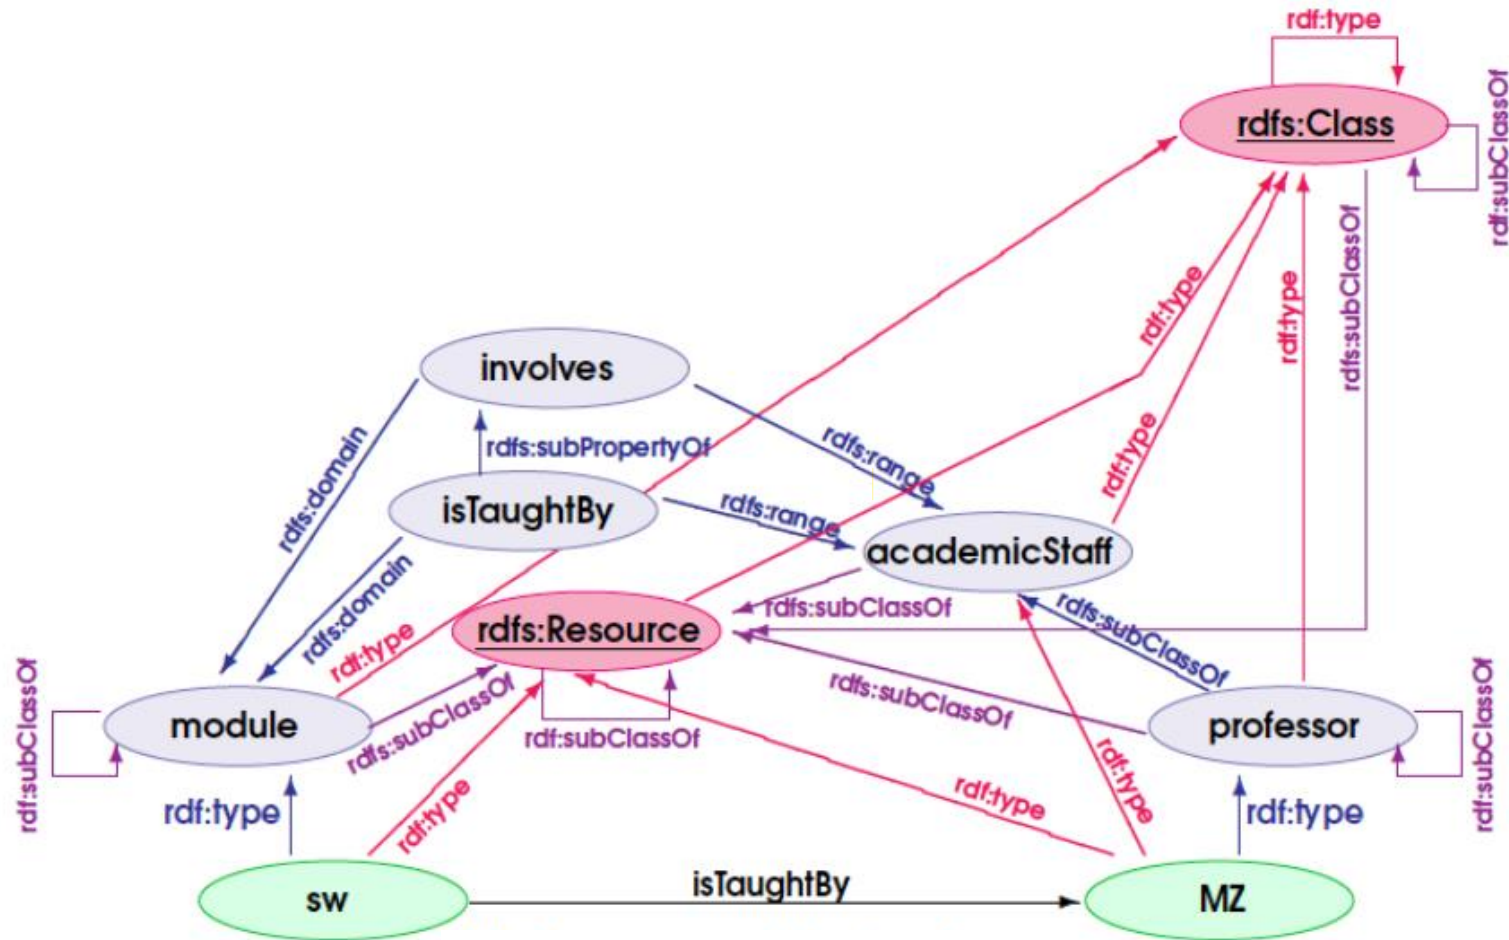 rdf:type
rdfs:Class
rdf:subClassOf
rdfs:subClassOf
rdf:type
rdf:type
involves
rdfs:range
rdfs:domain
rdf:type
rdfs:subPropertyOf
isTaughtBy
rdfs:range
academicStaff
rdfs:domain
rdfs:subClassOf
rdfs:subClassOf
rdf:type
rdfs:Resource
rdfs:subClassOf
rdfs:subClassOf
rdf:subClassOf
module
rdf:subClassOf
professor
rdf:subClassOf
rdf:subClassOf
rdf:type
rdf:type
rdf:type
rdf:type
rdf:type
sw
isTaughtBy
MZ